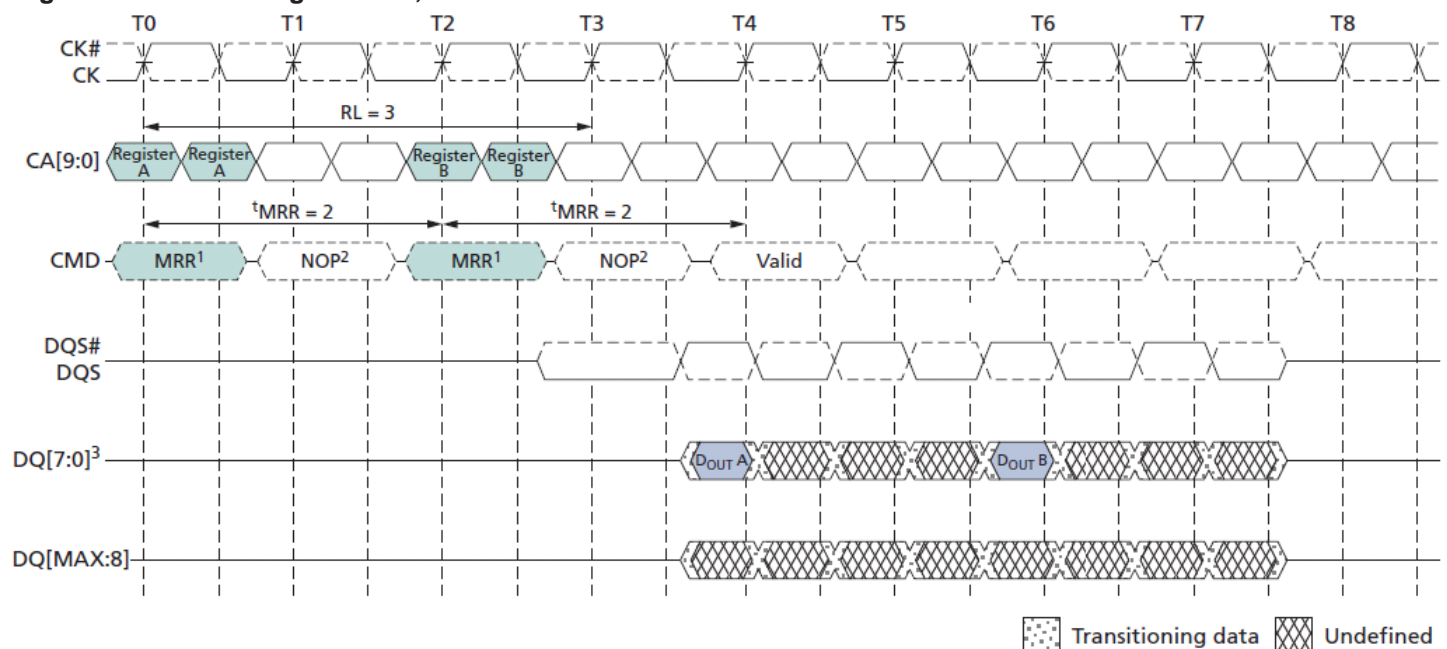 T0 T1 T2 T3 T4 T5 T6 T7 T8
CK#
CK
RL = 3
CA[9:0] Register A Register A Register B Register B
tMRR = 2 tMRR = 2
CMD MRR1 NOP2 MRR1 NOP2 Valid
DQS#
DQS
DQ[7:0]3 DOUT A DOUT B
DQ[MAX:8]
Transitioning data Undefined